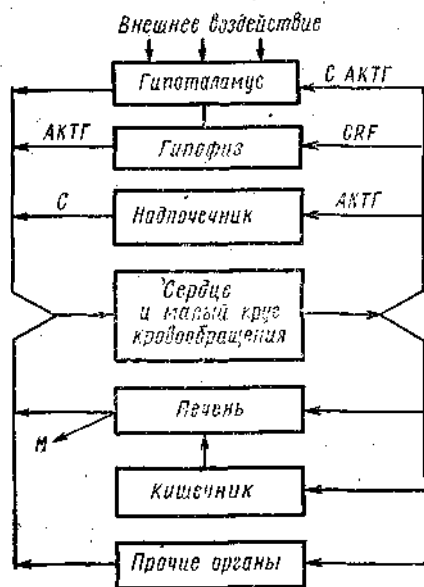 Внешнее воздействие
Гипоталамус
С АКТГ
АКТГ
Гипофиз
CRF
С
Надпочечник
АКТГ
Сердце
и малый круг
кровообращения
Печень
М
Кишечник
Прочие органы